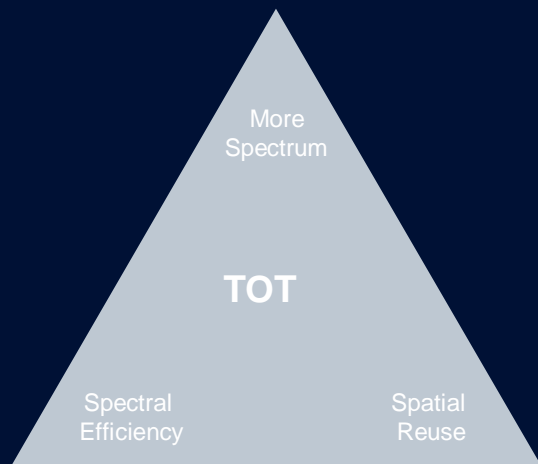 More
Spectrum
TOT
Spectral
Efficiency
Spatial
Reuse